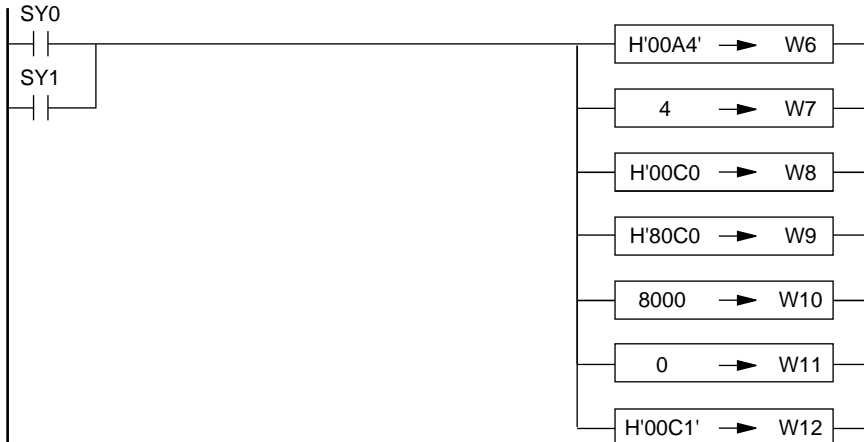 SY0
H'00A4' → W6
SY1
4 → W7
H'00C0 → W8
H'80C0 → W9
8000 → W10
0 → W11
H'00C1' → W12